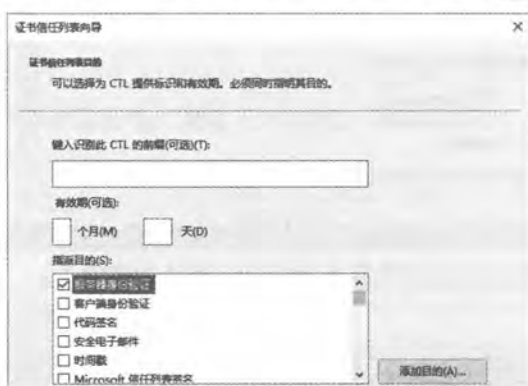 证书信任列表向导
证书信任列表目的
可以选择为 CTL 提供标识和有效期。必须同时指明其目的。
键入识别此 CTL 的前缀(可选)(T):
有效期(可选):
个月(M) 天(D)
指派目的(S):
服务器身份验证
客户端身份验证
代码签名
安全电子邮件
时间戳
Microsoft 信任列表签名
添加目的(A)...